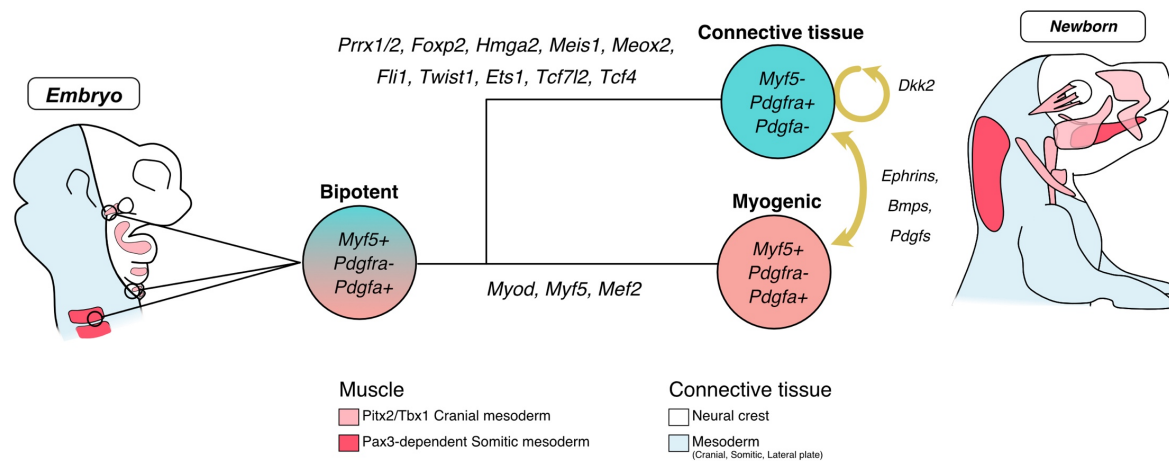 Embryo
Prrx1/2, Foxp2, Hmga2, Meis1, Meox2,
Fli1, Twist1, Ets1, Tcf7l2, Tcf4
Connective tissue
Myf5-
Pdgfra+
Pdgfa-
Dkk2
Newborn
Bipotent
Myf5+
Pdgfra-
Pdgfa+
Myod, Myf5, Mef2
Myogenic
Myf5+
Pdgfra-
Pdgfa+
Ephrins,
Bmps,
Pdgfs
Muscle
Pitx2/Tbx1 Cranial mesoderm
Pax3-dependent Somitic mesoderm
Connective tissue
Neural crest
Mesoderm
(Cranial, Somitic, Lateral plate)